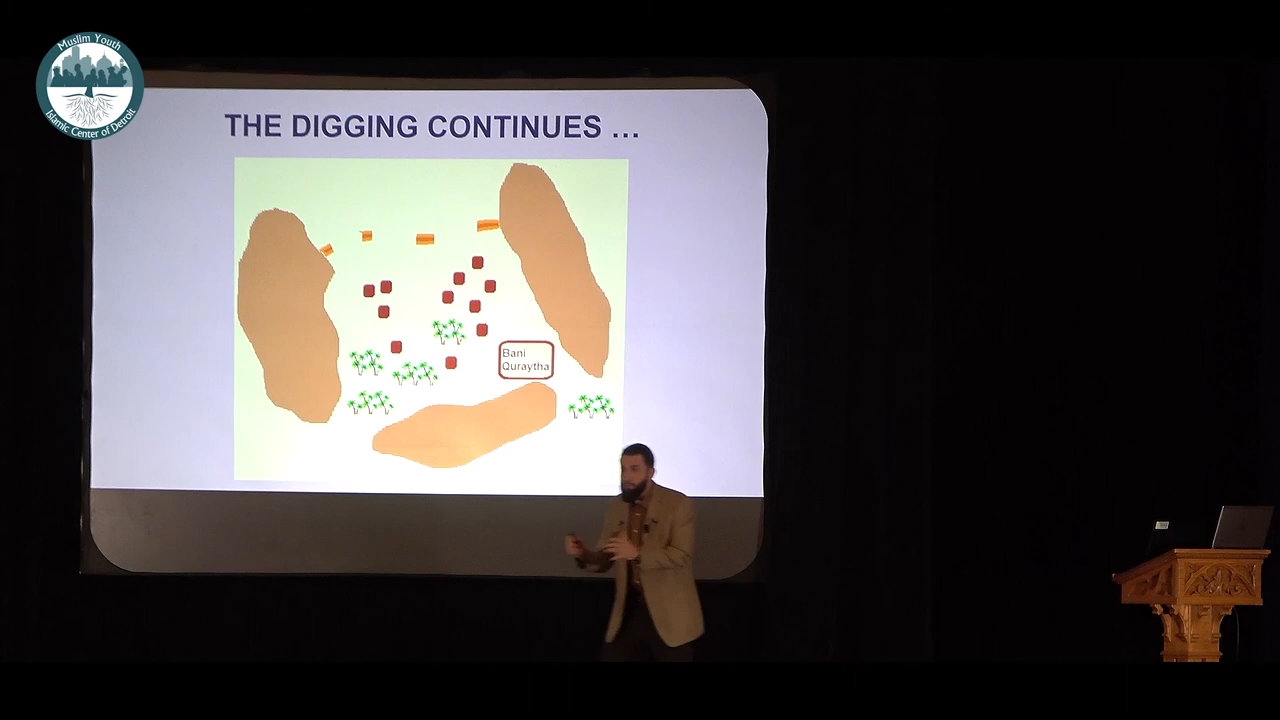 Muslim Youth
Islamic Center of Detroit
THE DIGGING CONTINUES ...
Bani
Quraytha